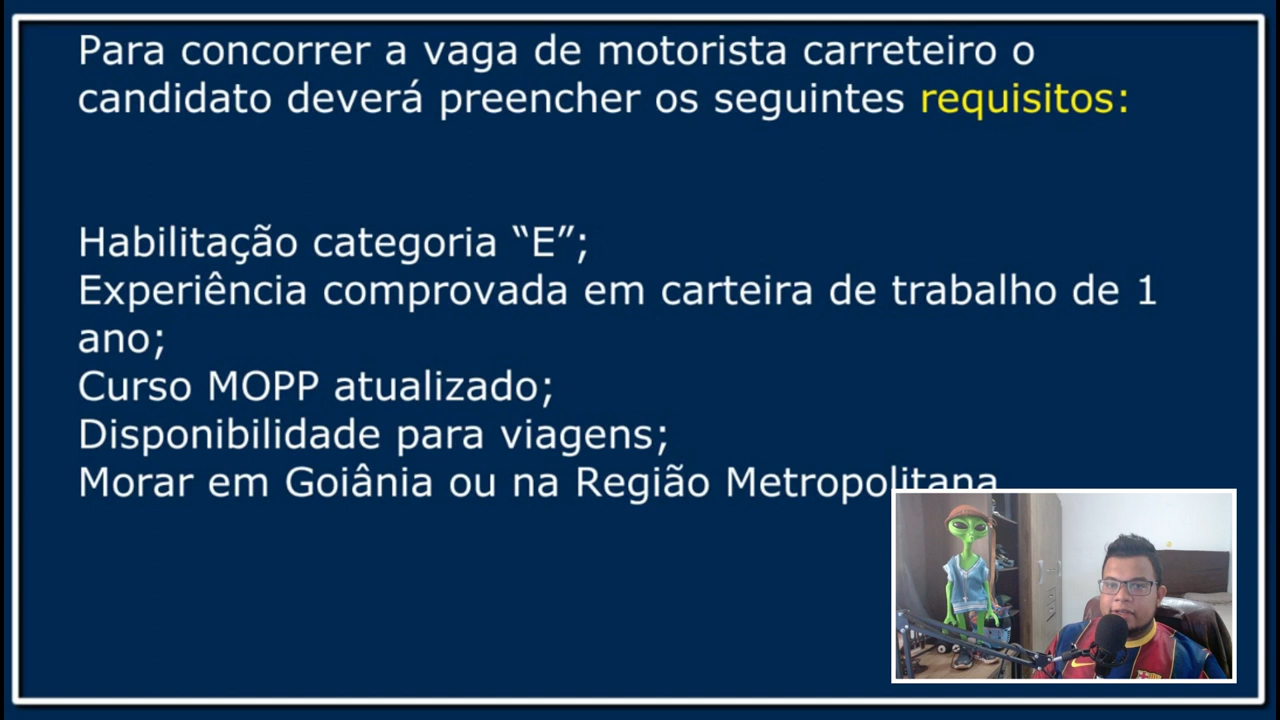 Para concorrer a vaga de motorista carreteiro o
candidato deverá preencher os seguintes requisitos:
Habilitação categoria “E”;
Experiência comprovada em carteira de trabalho de 1
ano;
Curso MOPP atualizado;
Disponibilidade para viagens;
Morar em Goiânia ou na Região Metropolitana